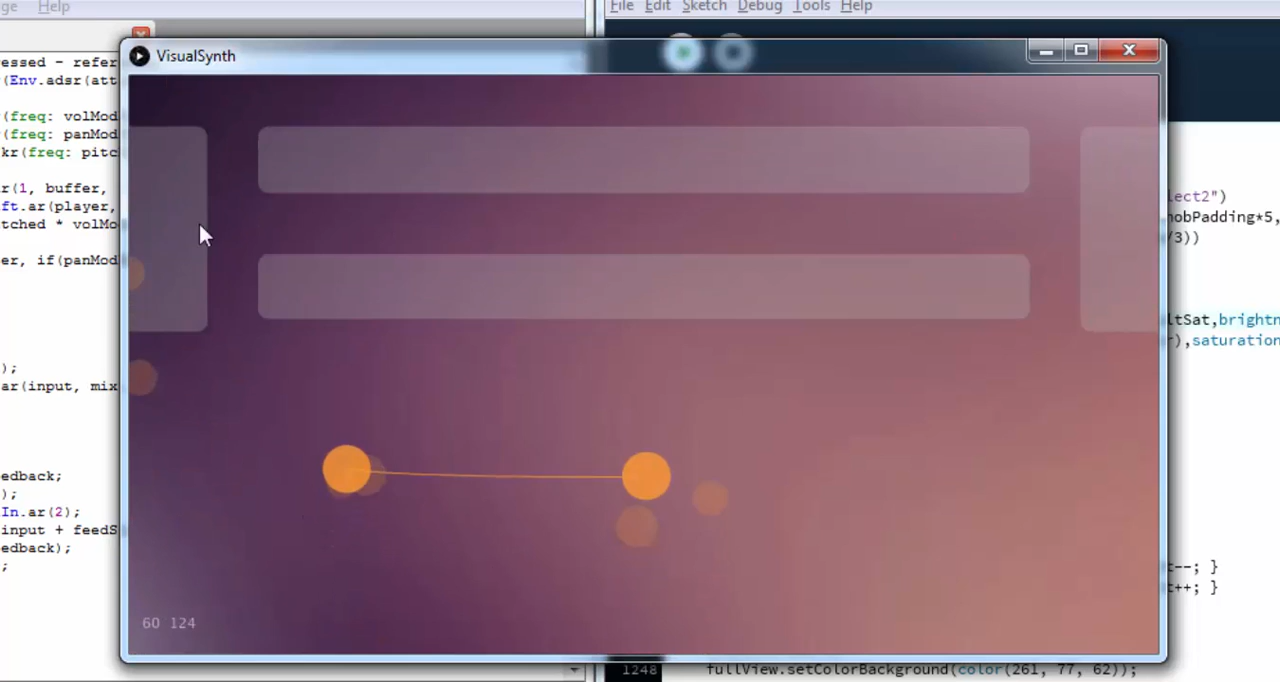 ge Help
File Edit Sketch Debug Tools Help
VisualSynth
ssed - refer
(Env.adsr(att
(freq: volMod
(freq: panMod
kr(freq: pitc
r(1, buffer,
ft.ar(player,
tched * volMo
er, if(panMod
);
ar(input, mix
edback;
);
In.ar(2);
input + feedS
edback);
;
60 124
lect2")
nobPadding*5,
/3))
ltSat,brightn
r),saturation
t--; }
t++; }
1248 fullView.setColorBackground(color(261, 77, 62));